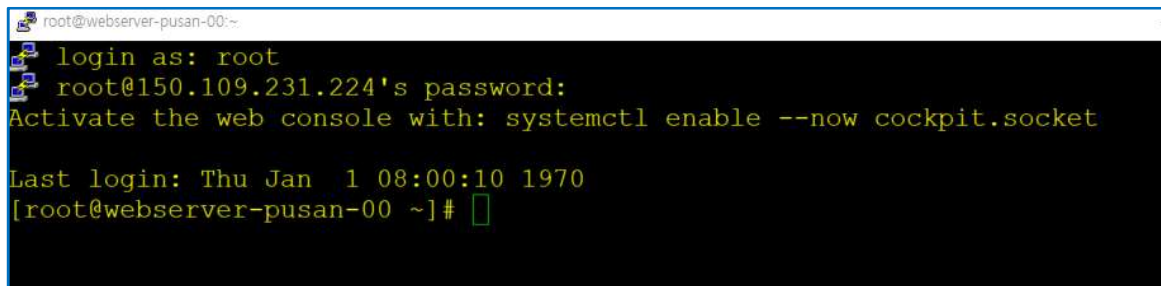 root@webserver-pusan-00:~
login as: root
root@150.109.231.224's password:
Activate the web console with: systemctl enable --now cockpit.socket
Last login: Thu Jan  1 08:00:10 1970
[root@webserver-pusan-00 ~]#